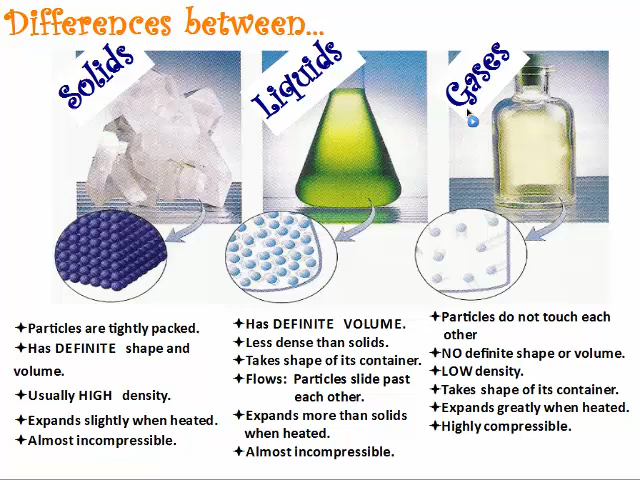 Differences between...
Solids
Liquids
Gases
Particles are tightly packed.
Has DEFINITE shape and
volume.
Usually HIGH density.
Expands slightly when heated.
Almost incompressible.
Has DEFINITE VOLUME.
Less dense than solids.
Takes shape of its container.
Flows: Particles slide past
each other.
Expands more than solids
when heated.
Almost incompressible.
Particles do not touch each
other
NO definite shape or volume.
LOW density.
Takes shape of its container.
Expands greatly when heated.
Highly compressible.